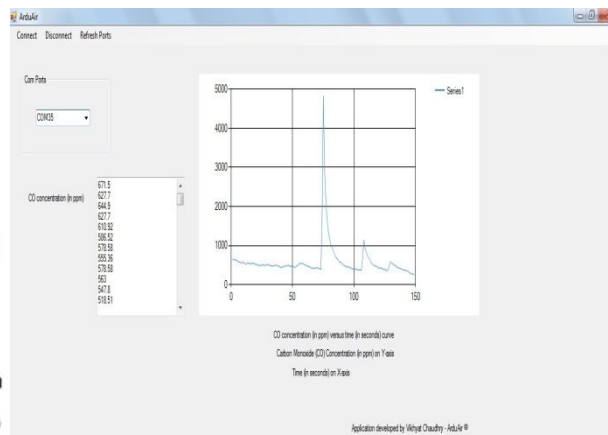 ArduAir
Connect Disconnect Refresh Ports
Com Ports
COM35
CO concentration (in ppm)
671.5
627.7
644.9
627.7
610.92
586.52
578.58
555.36
578.58
563
547.8
518.51
5000
4000
3000
2000
1000
0
0 50 100 150
Series1
CO concentration (in ppm) versus time (in seconds) curve
Carbon Monoxide (CO) Concentration (in ppm) on Y-axis
Time (in seconds) on X-axis
Application developed by Vikhyat Chaudhry - ArduAir ®